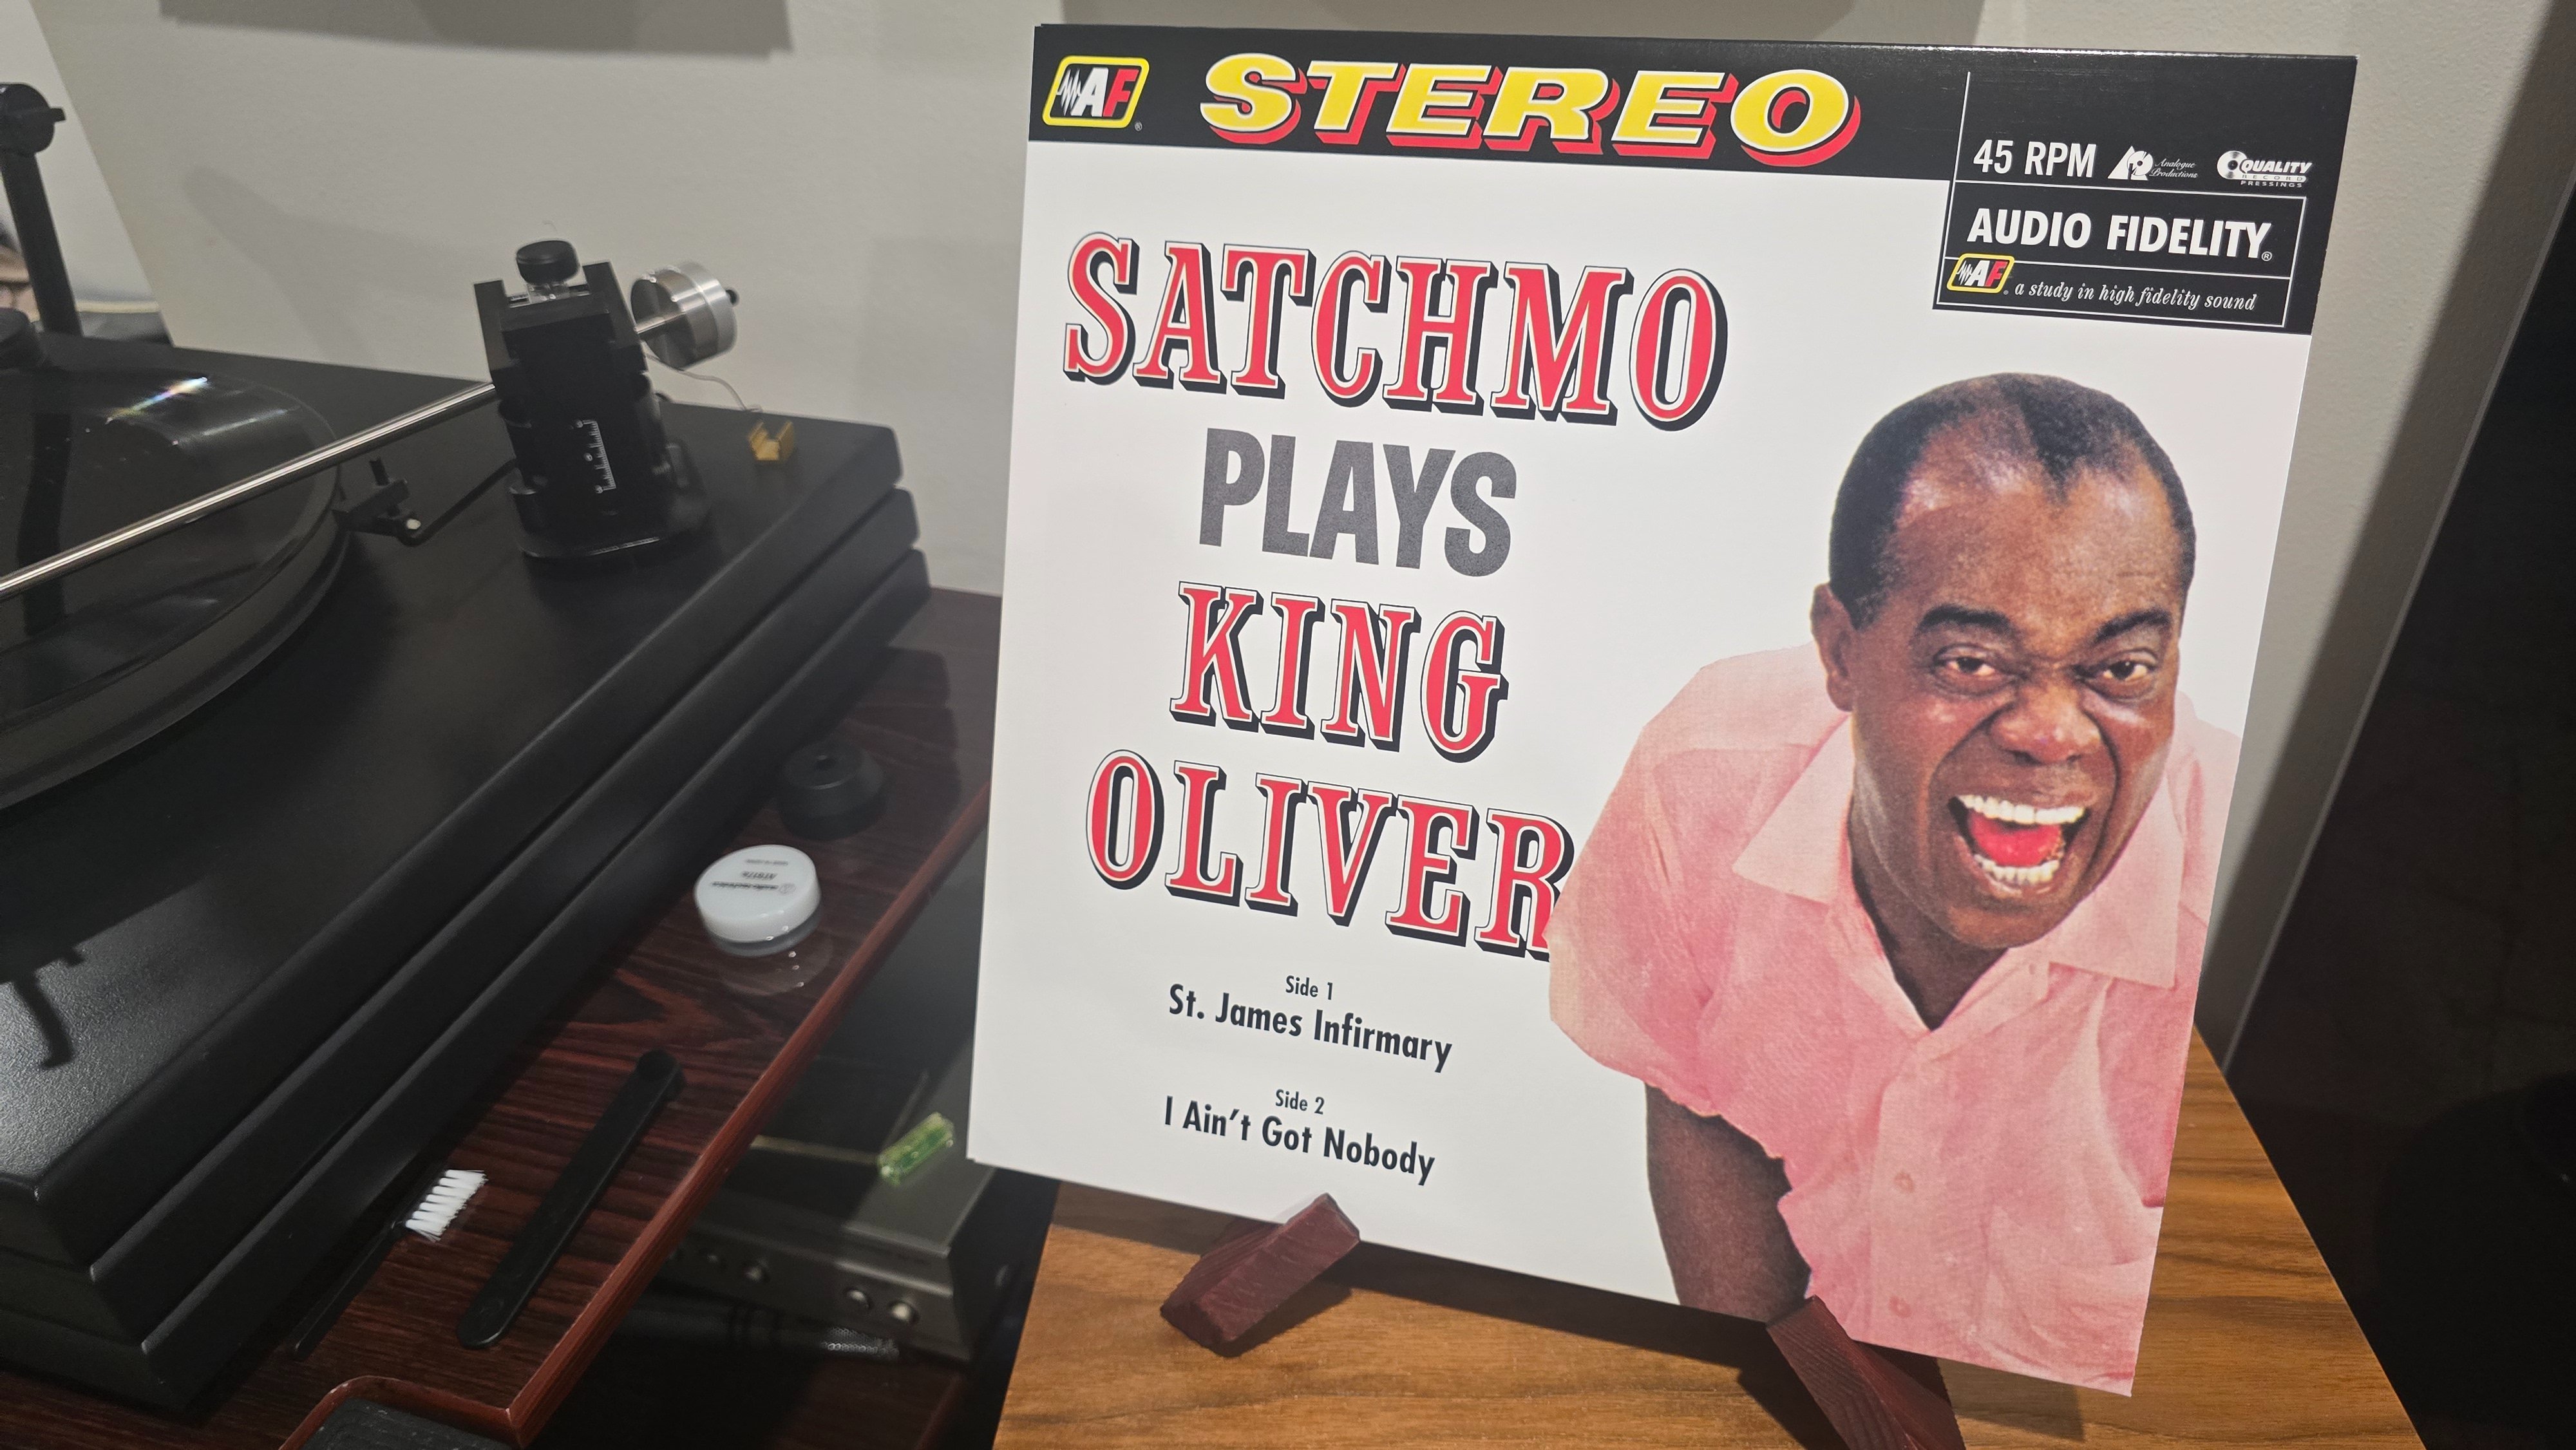 AF®
STEREO
45 RPM
Analogue Productions
QUALITY
RECORD
PRESSINGS
AUDIO FIDELITY®
AF® a study in high fidelity sound
SATCHMO
PLAYS
KING
OLIVER
Side 1
St. James Infirmary
Side 2
I Ain't Got Nobody